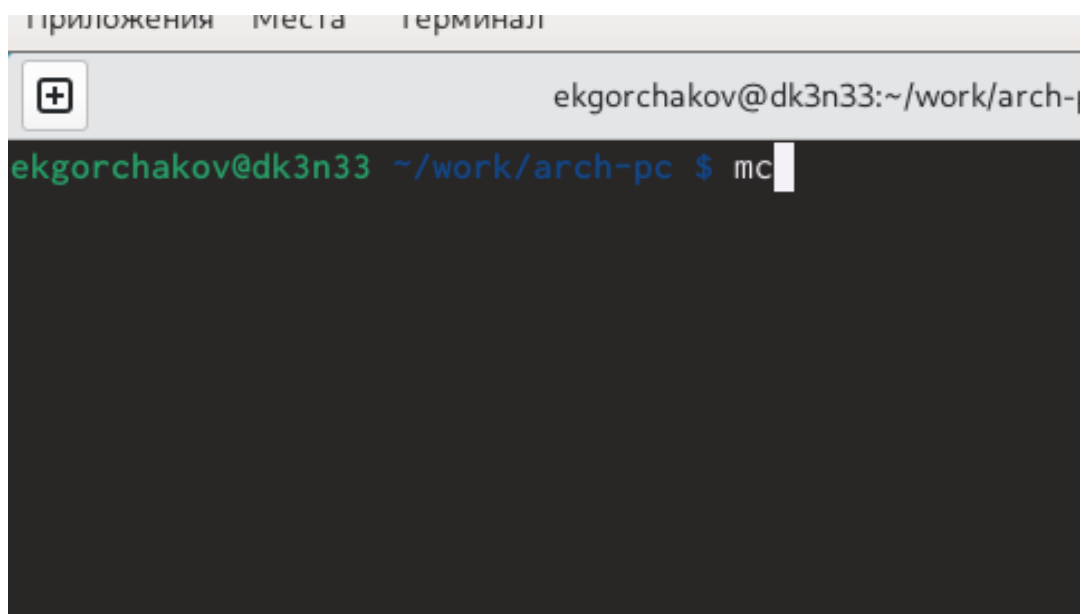 Приложения Места Терминал
ekgorchakov@dk3n33:~/work/arch-p
ekgorchakov@dk3n33 ~/work/arch-pc $ mc